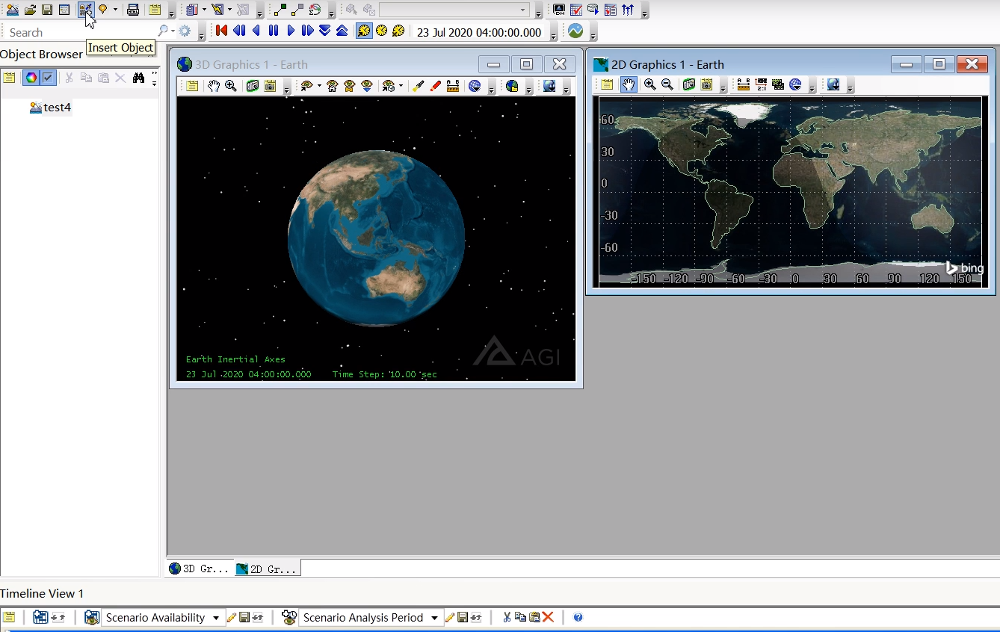 Search
23 Jul 2020 04:00:00.000
Insert Object
Object Browser
test4
3D Graphics 1 - Earth
2D Graphics 1 - Earth
Earth Inertial Axes
23 Jul 2020 04:00:00.000 Time Step: 10.00 sec
AGI
60
30
0
-30
-60
-150 -120 -90 -60 -30 0 30 60 90 120 150
bing
3D Gr...
2D Gr...
Timeline View 1
Scenario Availability
Scenario Analysis Period